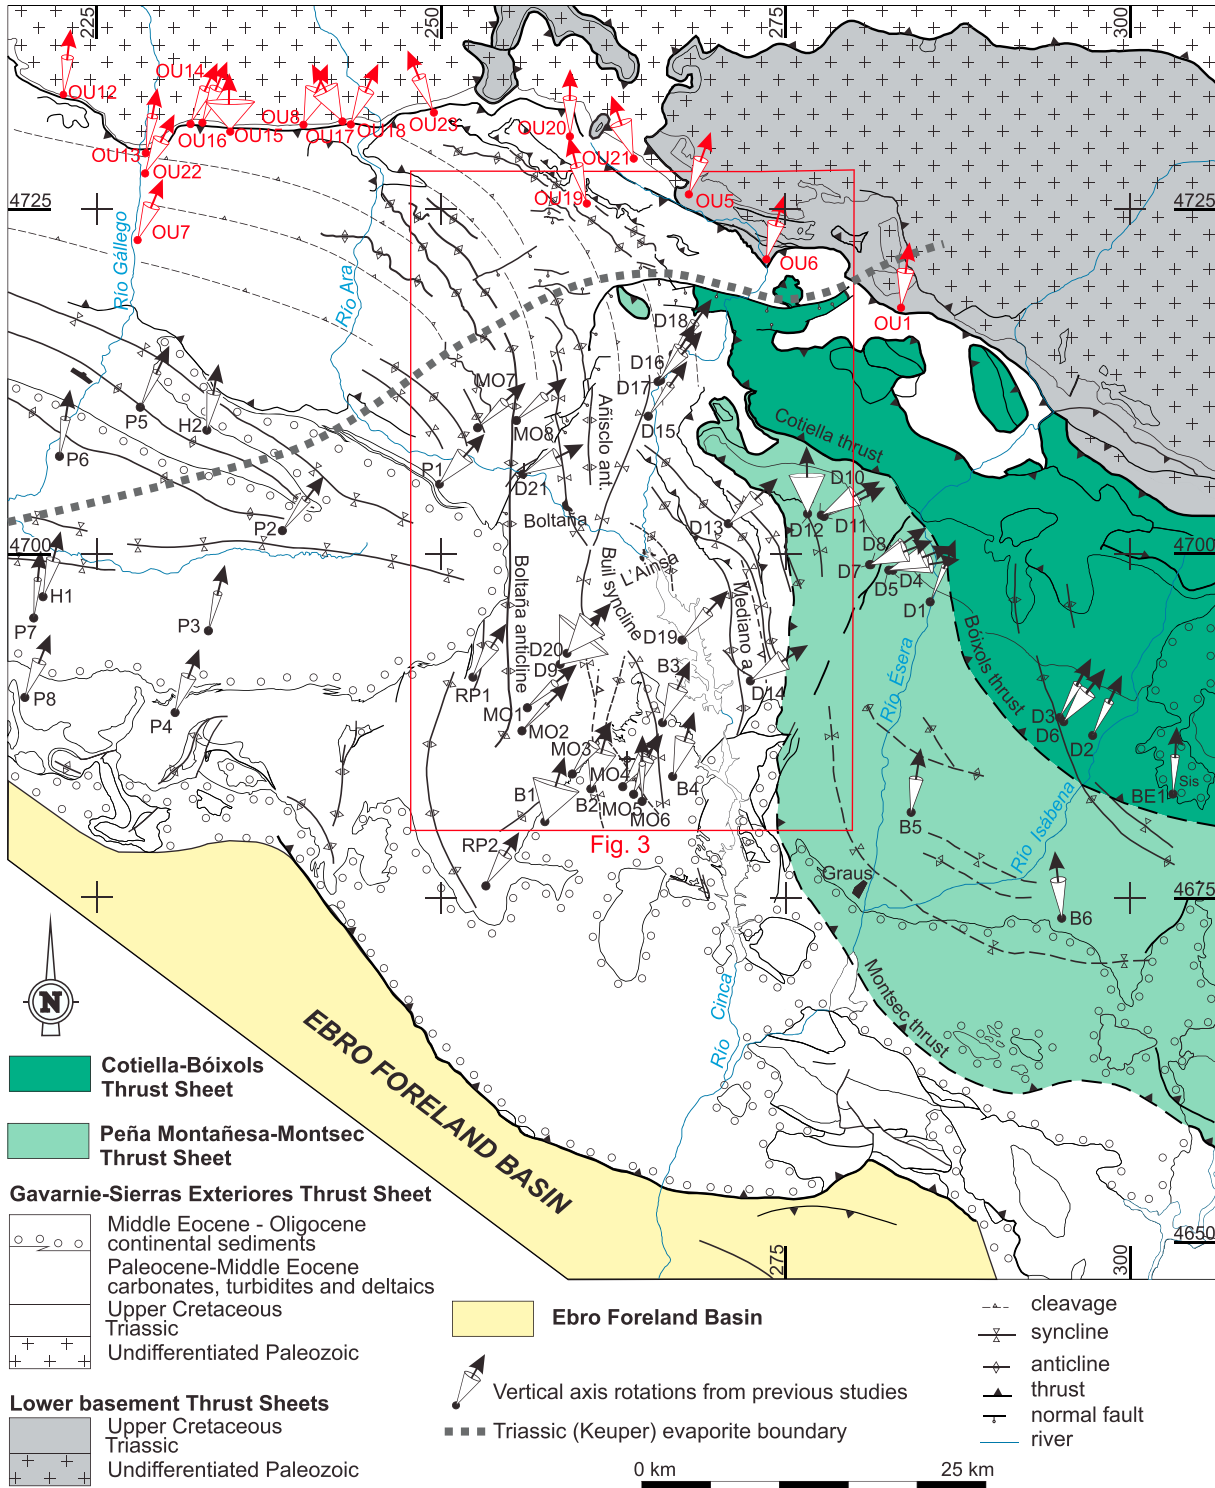 225
250
275
300
OU12
OU14
OU13
OU16
OU15
OU8
OU17
OU18
OU23
OU20
OU21
OU22
OU7
OU19
OU5
OU6
OU1
4725
4725
Río Gállego
Río Ara
D18
D16
D17
D15
MO7
MO8
Añisclo ant.
P5
H2
P6
P1
P2
D21
Boltaña
Cotiella thrust
D10
D11
D12
D13
4700
4700
D8
D7
D5
D4
D1
L'Ainsa
Buil syncline
Boltaña anticline
Mediano a.
H1
P7
P3
P8
P4
RP1
D20
D9
D19
B3
D14
MO1
MO2
MO3
MO4
B1
B2
MO5
MO6
B4
RP2
Fig. 3
Río Ésera
Bóixols thrust
D3
D6
D2
Sis
BE1
B5
Río Isábena
Graus
4675
B6
Montsec thrust
Río Cinca
N
EBRO FORELAND BASIN
4650
275
300
Cotiella-Bóixols
Thrust Sheet
Peña Montañesa-Montsec
Thrust Sheet
Gavarnie-Sierras Exteriores Thrust Sheet
Middle Eocene - Oligocene
continental sediments
Paleocene-Middle Eocene
carbonates, turbidites and deltaics
Upper Cretaceous
Triassic
Undifferentiated Paleozoic
Lower basement Thrust Sheets
Upper Cretaceous
Triassic
Undifferentiated Paleozoic
Ebro Foreland Basin
Vertical axis rotations from previous studies
Triassic (Keuper) evaporite boundary
cleavage
syncline
anticline
thrust
normal fault
river
0 km
25 km